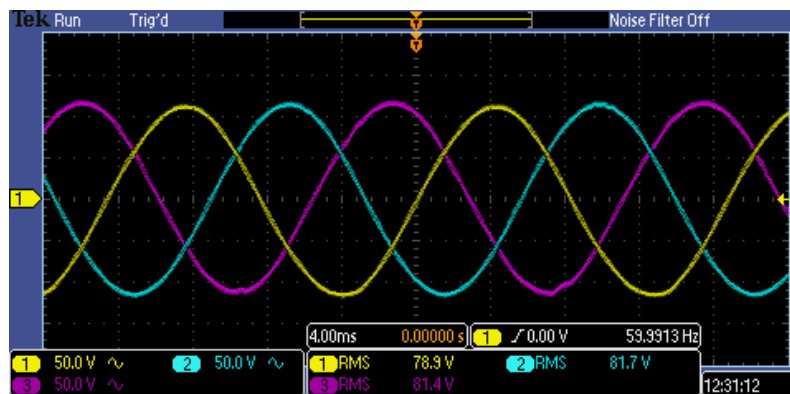 Tek Run Trig'd Noise Filter Off
T
T
1
4.00ms 0.00000 s 1 0.00 V 59.9913 Hz
1 50.0 V 2 50.0 V 1 RMS 78.9 V 2 RMS 81.7 V
3 50.0 V 3 RMS 81.4 V
12:31:12